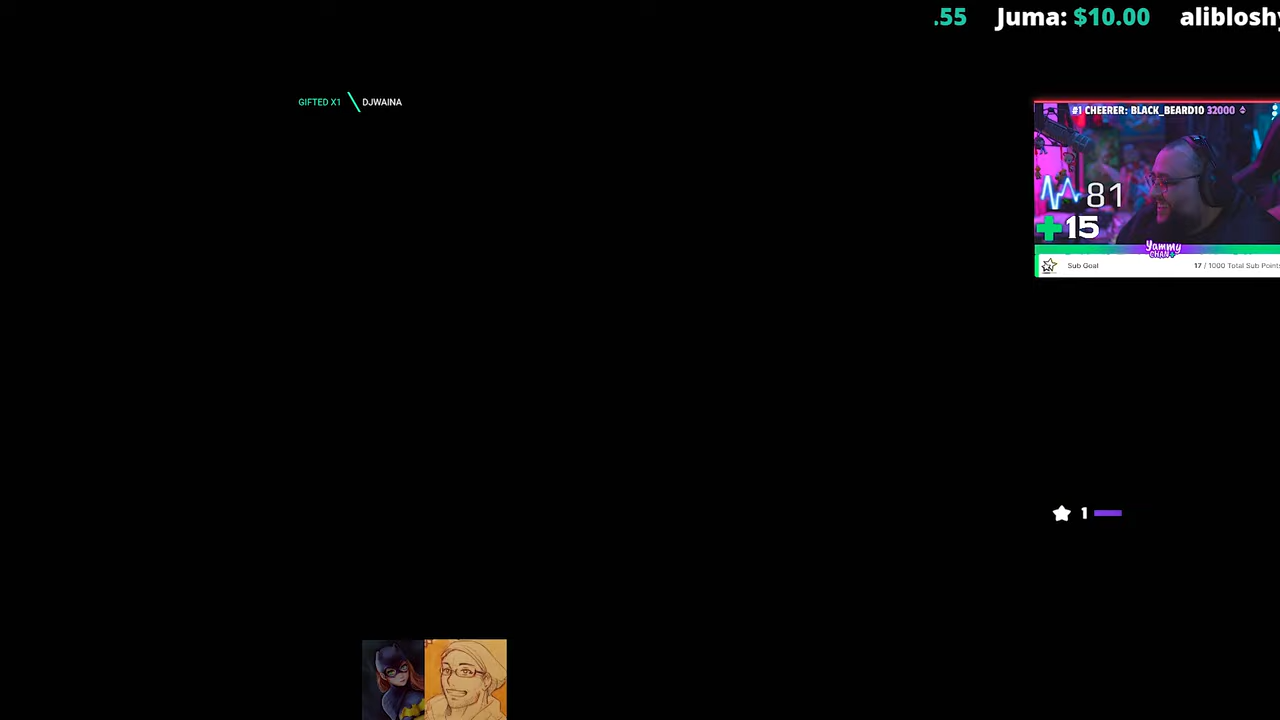 .55 Juma: $10.00 alibloshy
GIFTED X1 DJWAINA
#1 CHEERER: BLACK_BEARD10 32000
81
15
Yammy
CHAN
Sub Goal 17 / 1000 Total Sub Points
1